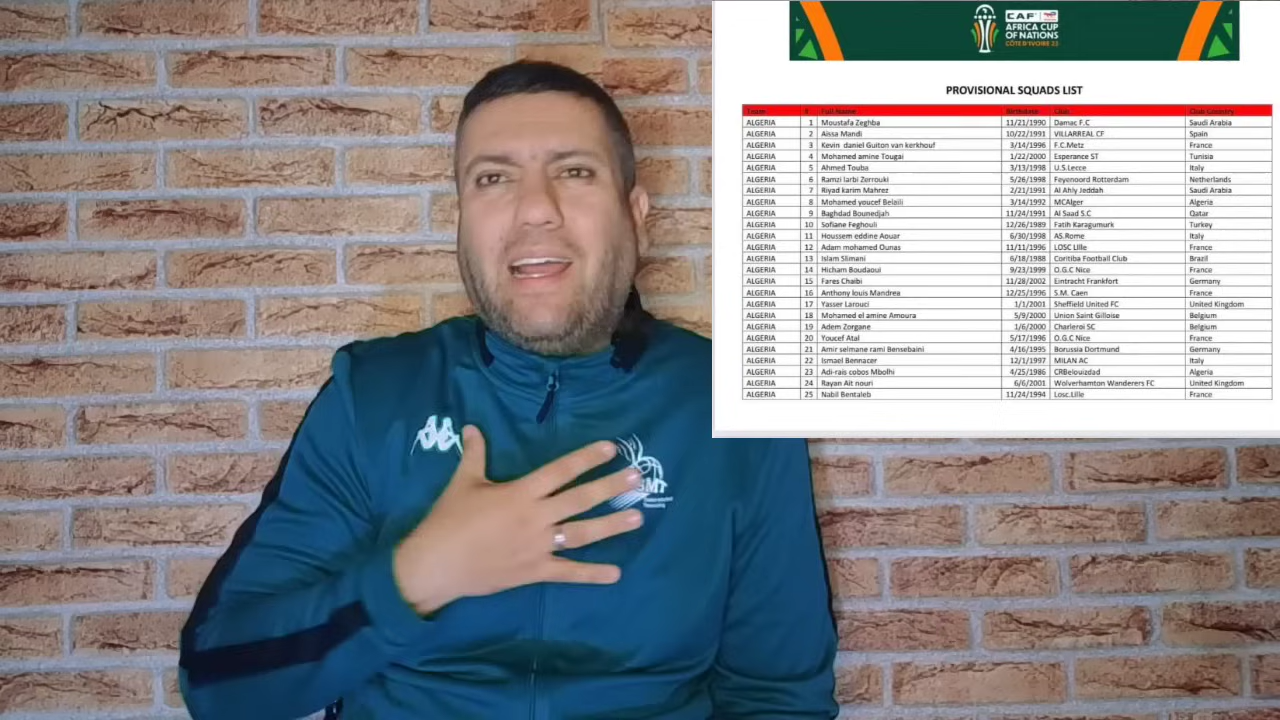 CAF
AFRICA CUP
OF NATIONS
CÔTE D'IVOIRE 23
PROVISIONAL SQUADS LIST
Team # Full Name Birthdate Club Club Country
ALGERIA 1 Moustafa Zeghba 11/21/1990 Damac F.C Saudi Arabia
ALGERIA 2 Aissa Mandi 10/22/1991 VILLARREAL CF Spain
ALGERIA 3 Kevin daniel Guiton van kerkhouf 3/14/1996 F.C.Metz France
ALGERIA 4 Mohamed amine Tougai 1/22/2000 Esperance ST Tunisia
ALGERIA 5 Ahmed Touba 3/13/1998 U.S.Lecce Italy
ALGERIA 6 Ramzi larbi Zerrouki 5/26/1998 Feyenoord Rotterdam Netherlands
ALGERIA 7 Riyad karim Mahrez 2/21/1991 Al Ahly Jeddah Saudi Arabia
ALGERIA 8 Mohamed youcef Belaili 3/14/1992 MCAlger Algeria
ALGERIA 9 Baghdad Bounedjah 11/24/1991 Al Saad S.C Qatar
ALGERIA 10 Sofiane Feghouli 12/26/1989 Fatih Karagumurk Turkey
ALGERIA 11 Houssem eddine Aouar 6/30/1998 AS.Rome Italy
ALGERIA 12 Adam mohamed Ounas 11/11/1996 LOSC Lille France
ALGERIA 13 Islam Slimani 6/18/1988 Coritiba Football Club Brazil
ALGERIA 14 Hicham Boudaoui 9/23/1999 O.G.C Nice France
ALGERIA 15 Fares Chaibi 11/28/2002 Eintracht Frankfort Germany
ALGERIA 16 Anthony louis Mandrea 12/25/1996 S.M. Caen France
ALGERIA 17 Yasser Larouci 1/1/2001 Sheffield United FC United Kingdom
ALGERIA 18 Mohamed el amine Amoura 5/9/2000 Union Saint Gilloise Belgium
ALGERIA 19 Adem Zorgane 1/6/2000 Charleroi SC Belgium
ALGERIA 20 Youcef Atal 5/17/1996 O.G.C Nice France
ALGERIA 21 Amir selmane rami Bensebaini 4/16/1995 Borussia Dortmund Germany
ALGERIA 22 Ismael Bennacer 12/1/1997 MILAN AC Italy
ALGERIA 23 Adi-rais cobos Mbolhi 4/25/1986 CRBelouizdad Algeria
ALGERIA 24 Rayan Ait nouri 6/6/2001 Wolverhamton Wanderers FC United Kingdom
ALGERIA 25 Nabil Bentaleb 11/24/1994 Losc.Lille France